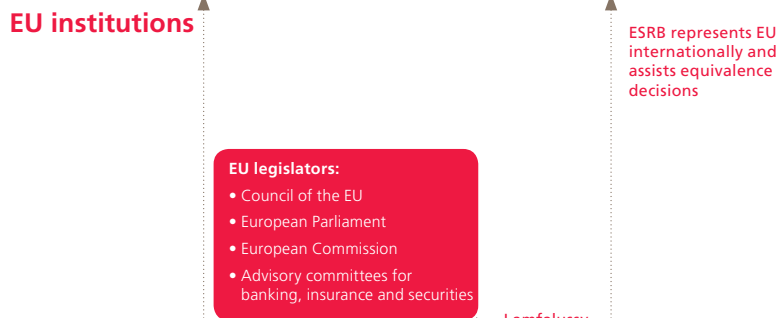 EU institutions
ESRB represents EU
internationally and
assists equivalence
decisions
EU legislators:
• Council of the EU
• European Parliament
• European Commission
• Advisory committees for
banking, insurance and securities